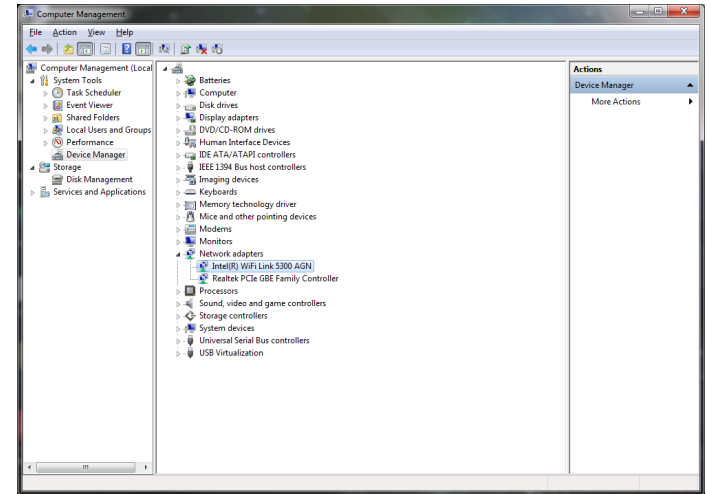 Computer Management
File Action View Help
Computer Management (Local
System Tools
Task Scheduler
Event Viewer
Shared Folders
Local Users and Groups
Performance
Device Manager
Storage
Disk Management
Services and Applications
Batteries
Computer
Disk drives
Display adapters
DVD/CD-ROM drives
Human Interface Devices
IDE ATA/ATAPI controllers
IEEE 1394 Bus host controllers
Imaging devices
Keyboards
Memory technology driver
Mice and other pointing devices
Modems
Monitors
Network adapters
Intel(R) WiFi Link 5300 AGN
Realtek PCIe GBE Family Controller
Processors
Sound, video and game controllers
Storage controllers
System devices
Universal Serial Bus controllers
USB Virtualization
Actions
Device Manager
More Actions